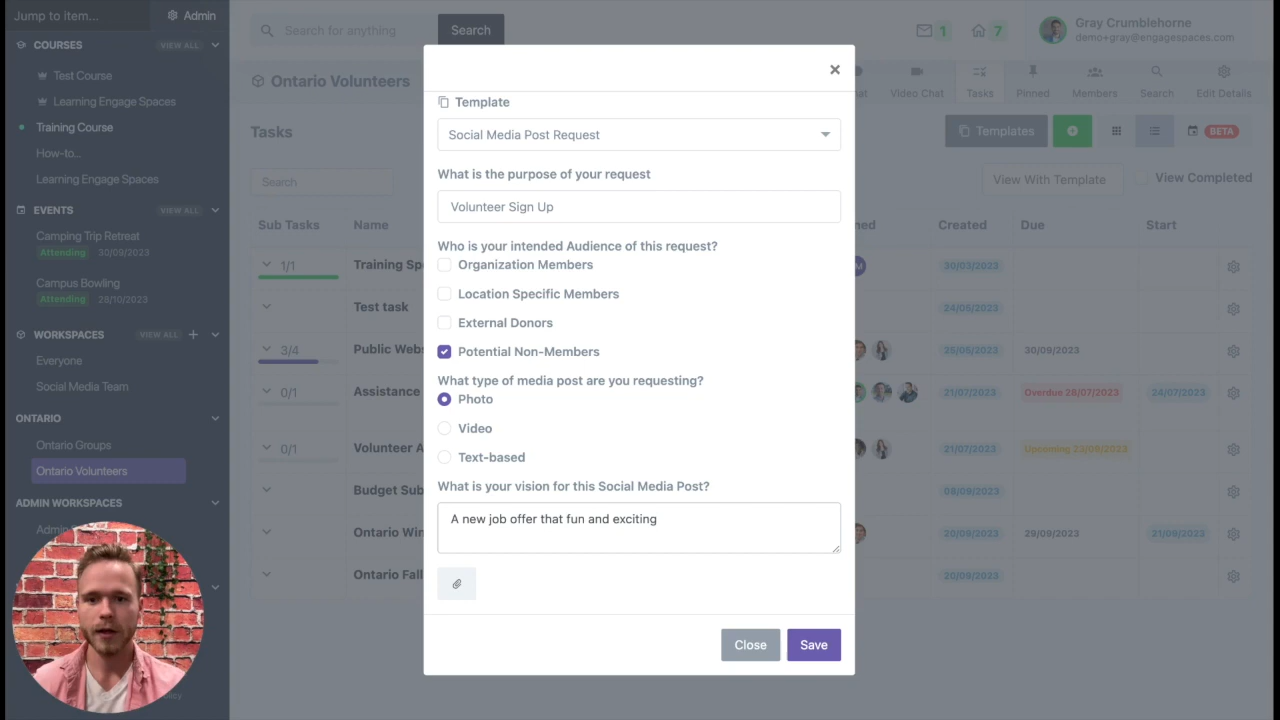 Jump to item...
Admin
COURSES
VIEW ALL
Test Course
Learning Engage Spaces
Training Course
How-to...
Learning Engage Spaces
EVENTS
VIEW ALL
Camping Trip Retreat
Attending 30/09/2023
Campus Bowling
Attending 28/10/2023
WORKSPACES
VIEW ALL
Everyone
Social Media Team
ONTARIO
Ontario Groups
Ontario Volunteers
ADMIN WORKSPACES
Search for anything
Search
1
7
Gray Crumblehorne
demo+gray@engagespaces.com
Ontario Volunteers
Video Chat
Tasks
Pinned
Members
Search
Edit Details
Tasks
Templates
BETA
Search
View With Template
View Completed
Sub Tasks
Name
Created
Due
Start
1/1
Training
30/03/2023
Test task
24/05/2023
3/4
Public
25/05/2023
30/09/2023
0/1
Assistance
21/07/2023
Overdue 28/07/2023
24/07/2023
0/1
Volunteer
21/07/2023
Upcoming 23/09/2023
Budget
08/09/2023
Ontario
20/09/2023
29/09/2023
21/09/2023
Ontario
20/09/2023
Template
Social Media Post Request
What is the purpose of your request
Volunteer Sign Up
Who is your intended Audience of this request?
Organization Members
Location Specific Members
External Donors
Potential Non-Members
What type of media post are you requesting?
Photo
Video
Text-based
What is your vision for this Social Media Post?
A new job offer that fun and exciting
Close
Save